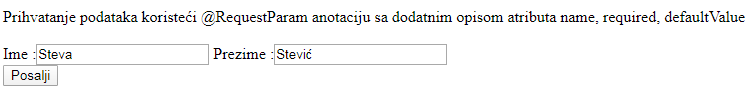 Prihvatanje podataka koristeći @RequestParam anotaciju sa dodatnim opisom atributa name, required, defaultValue
Ime :Steva Prezime :Stević
Posalji